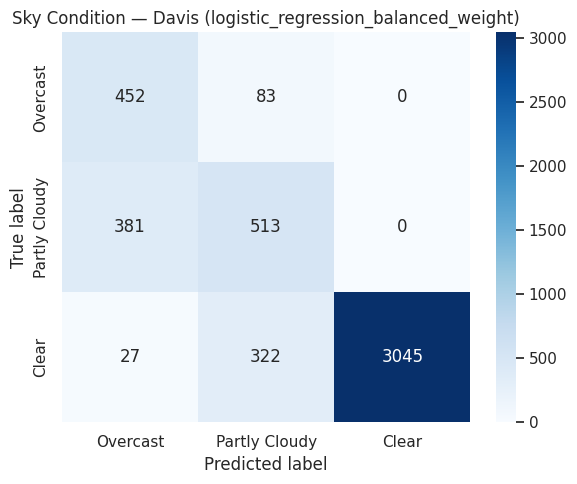 Sky Condition — Davis (logistic_regression_balanced_weight)
True label
Overcast
452 83 0
Partly Cloudy
381 513 0
Clear
27 322 3045
Overcast Partly Cloudy Clear
Predicted label
3000
2500
2000
1500
1000
500
0